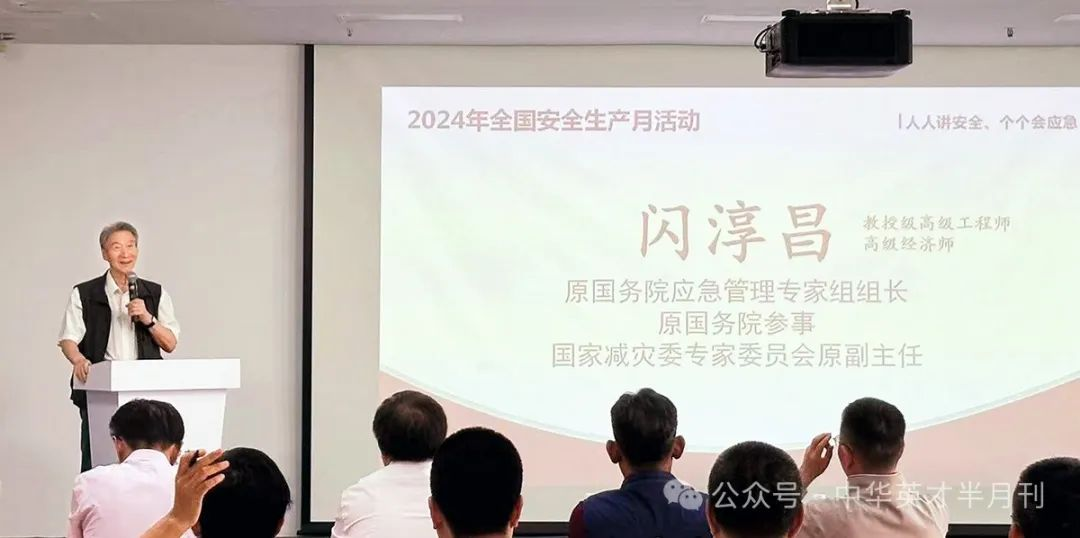 2024年全国安全生产月活动
人人讲安全、个个会应急
闪淳昌
教授级高级工程师
高级经济师
原国务院应急管理专家组组长
原国务院参事
国家减灾委专家委员会原副主任
公众号·中华英才半月刊